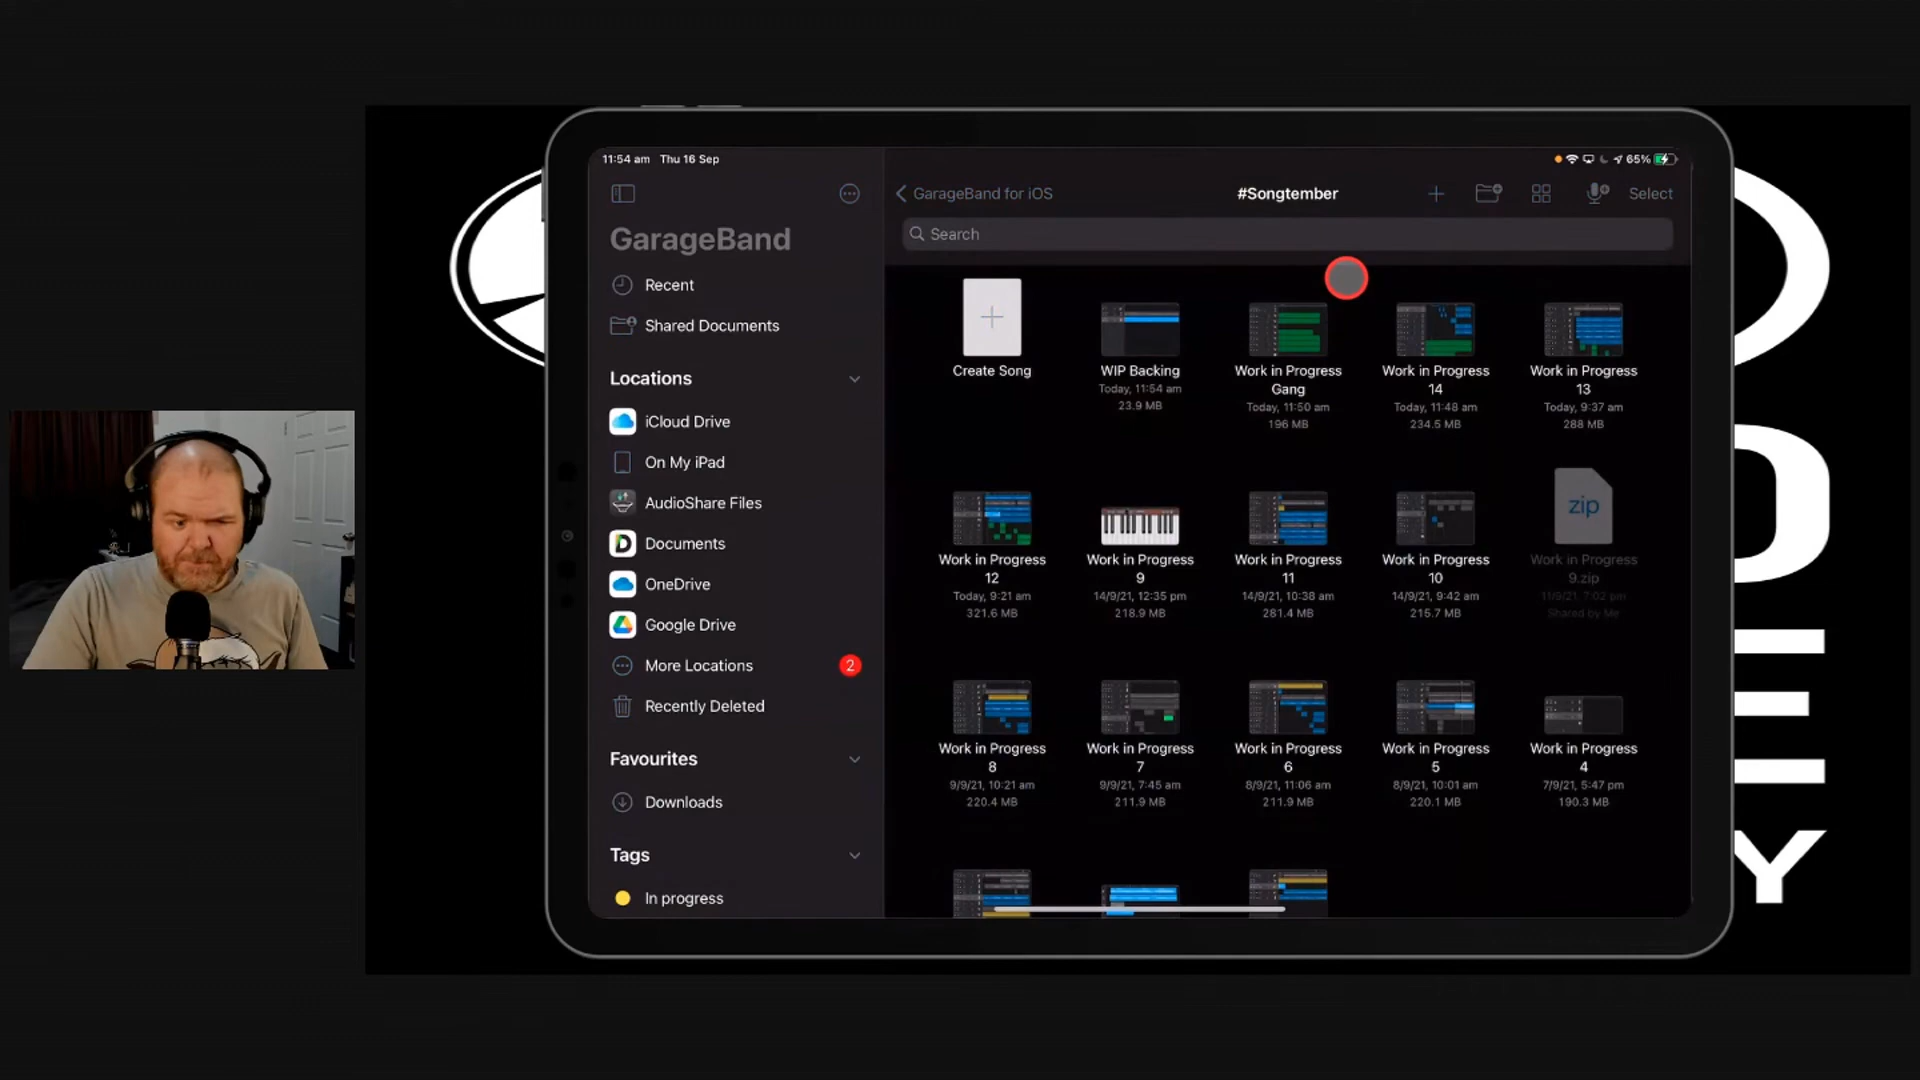 11:54 am Thu 16 Sep
65%
GarageBand for iOS
#Songtember
Select
Search
GarageBand
Recent
Shared Documents
Locations
iCloud Drive
On My iPad
AudioShare Files
D
Documents
OneDrive
Google Drive
More Locations
2
Recently Deleted
Favourites
Downloads
Tags
In progress
Create Song
WIP Backing
Today, 11:54 am
23.9 MB
Work in Progress
Gang
Today, 11:50 am
196 MB
Work in Progress
14
Today, 11:48 am
234.5 MB
Work in Progress
13
Today, 9:37 am
288 MB
Work in Progress
12
Today, 9:21 am
321.6 MB
Work in Progress
9
14/9/21, 12:35 pm
218.9 MB
Work in Progress
11
14/9/21, 10:38 am
281.4 MB
Work in Progress
10
14/9/21, 9:42 am
215.7 MB
zip
Work in Progress
9.zip
11/9/21, 7:02 pm
Shared by Me
Work in Progress
8
9/9/21, 10:21 am
220.4 MB
Work in Progress
7
9/9/21, 7:45 am
211.9 MB
Work in Progress
6
8/9/21, 11:06 am
211.9 MB
Work in Progress
5
8/9/21, 10:01 am
220.1 MB
Work in Progress
4
7/9/21, 5:47 pm
190.3 MB
Y